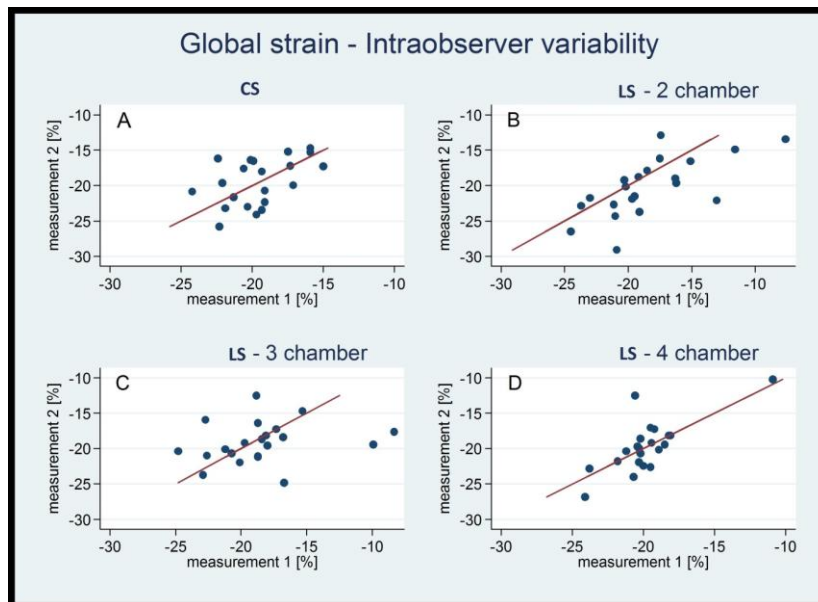 Global strain - Intraobserver variability
CS
LS - 2 chamber
A
B
measurement 2 [%]
-10
-15
-20
-25
-30
-30 -25 -20 -15 -10
measurement 1 [%]
measurement 2 [%]
-10
-15
-20
-25
-30
-30 -25 -20 -15 -10
measurement 1 [%]
LS - 3 chamber
LS - 4 chamber
C
D
measurement 2 [%]
-10
-15
-20
-25
-30
-30 -25 -20 -15 -10
measurement 1 [%]
measurement 2 [%]
-10
-15
-20
-25
-30
-30 -25 -20 -15 -10
measurement 1 [%]